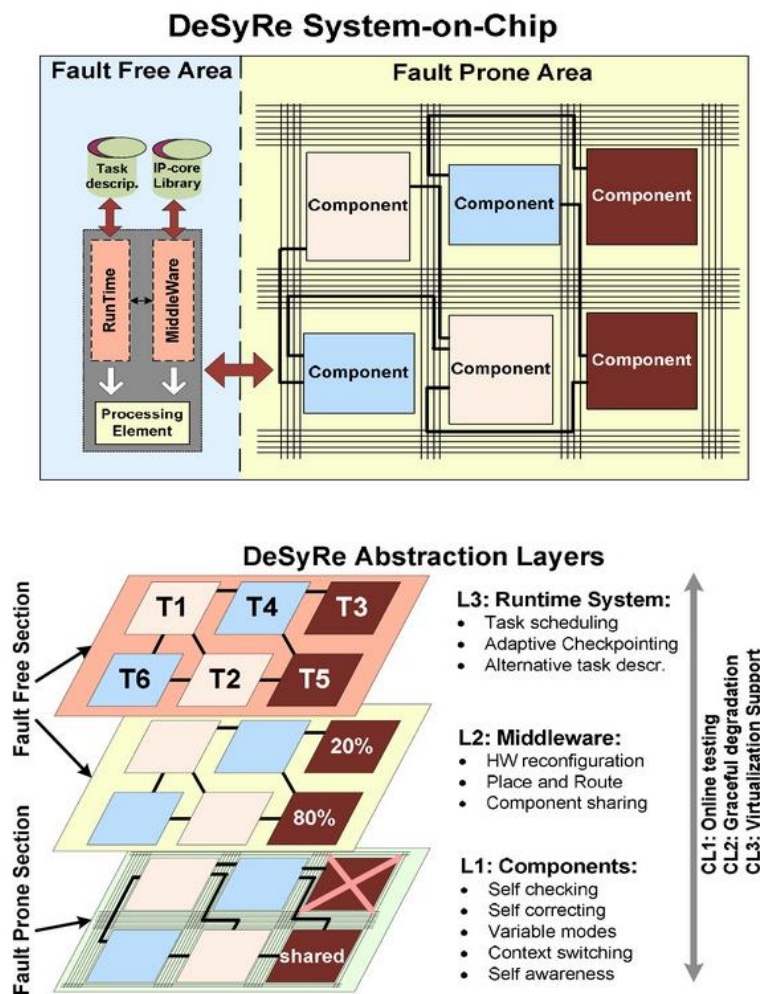 DeSyRe System-on-Chip
Fault Free Area
Fault Prone Area
Task
descrip.
IP-core
Library
RunTime
MiddleWare
Processing
Element
Component
Component
Component
Component
Component
Component
DeSyRe Abstraction Layers
Fault Free Section
Fault Prone Section
T1
T4
T3
T6
T2
T5
20%
80%
shared
L3: Runtime System:
• Task scheduling
• Adaptive Checkpointing
• Alternative task descr.
L2: Middleware:
• HW reconfiguration
• Place and Route
• Component sharing
L1: Components:
• Self checking
• Self correcting
• Variable modes
• Context switching
• Self awareness
CL1: Online testing
CL2: Graceful degradation
CL3: Virtualization Support